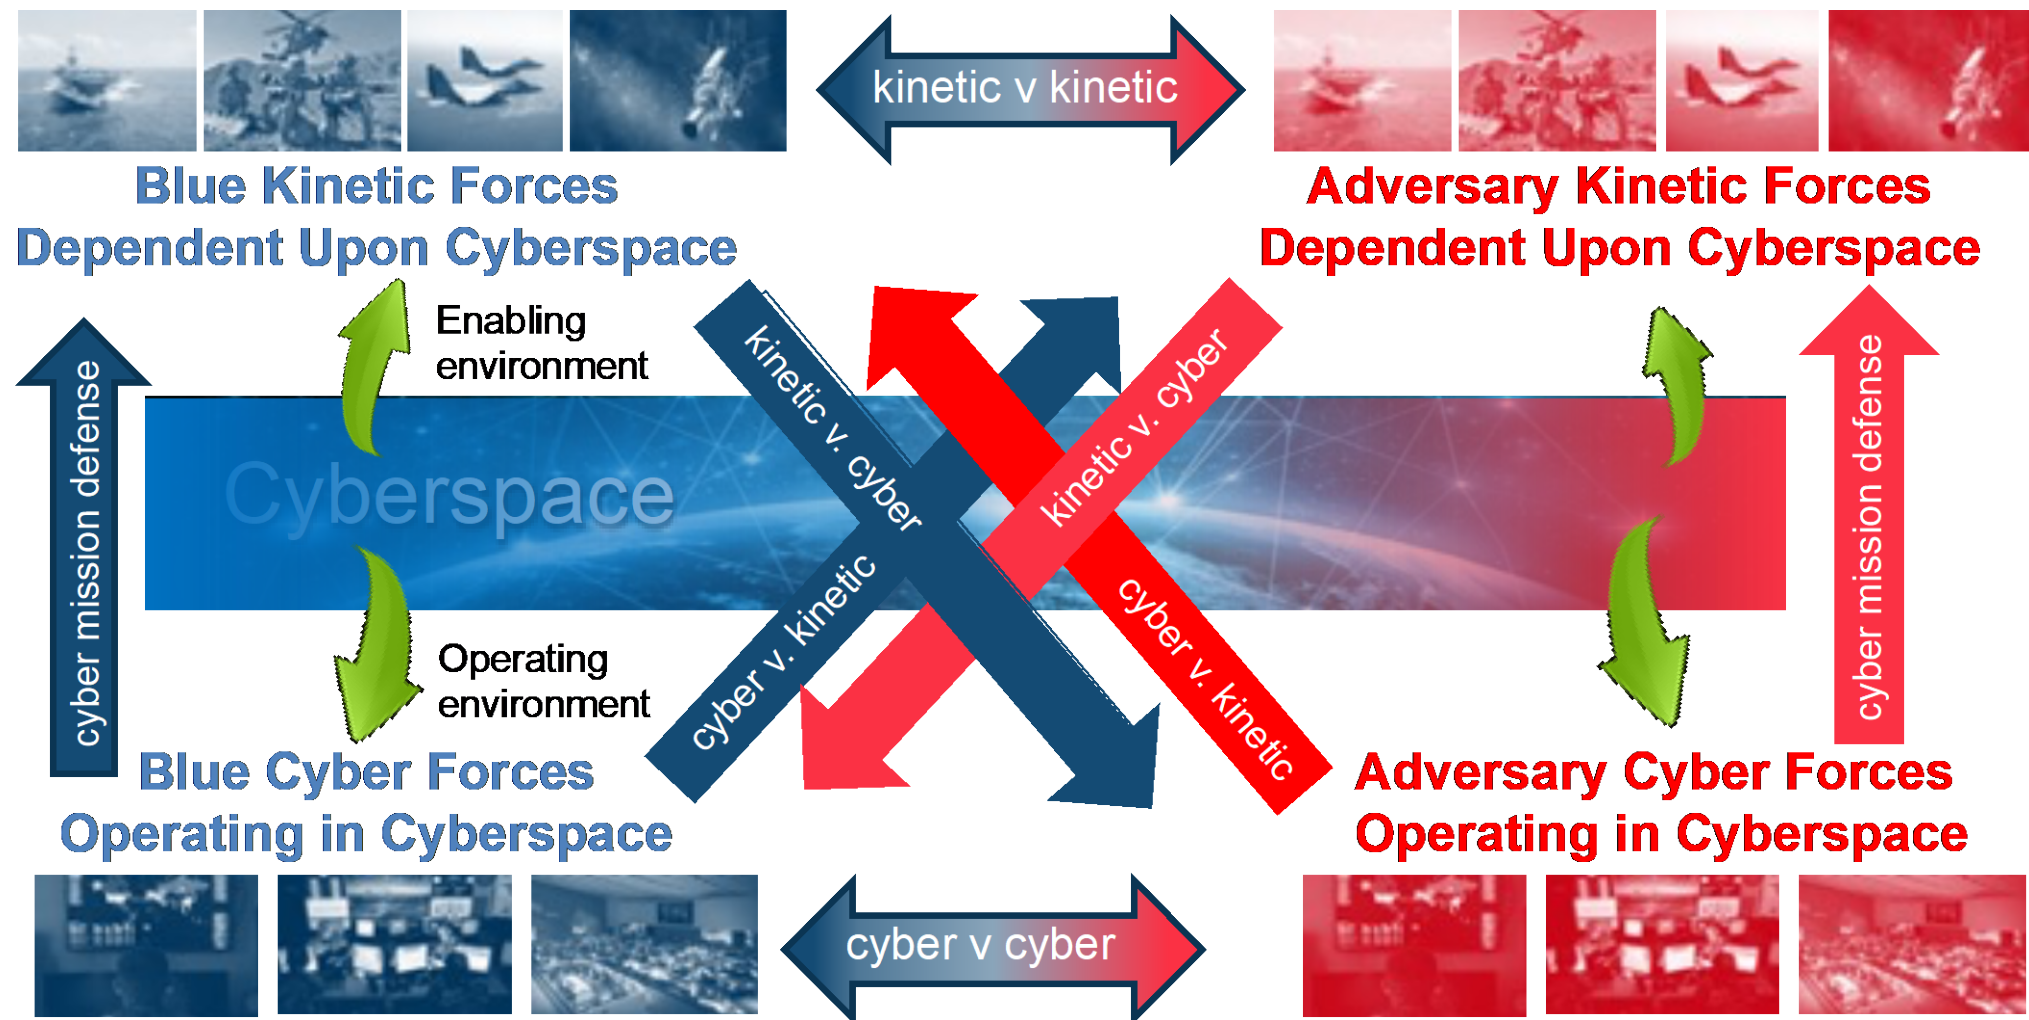 kinetic v kinetic
Blue Kinetic Forces
Dependent Upon Cyberspace
Adversary Kinetic Forces
Dependent Upon Cyberspace
Enabling
environment
cyber mission defense
kinetic v. cyber
kinetic v. cyber
cyber mission defense
Cyberspace
cyber v. kinetic
cyber v. kinetic
Operating
environment
Blue Cyber Forces
Operating in Cyberspace
Adversary Cyber Forces
Operating in Cyberspace
cyber v cyber